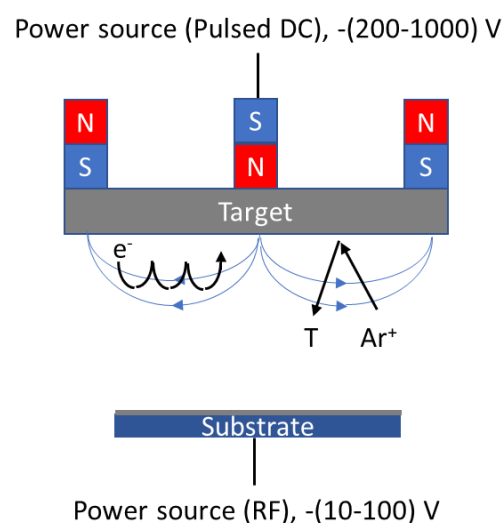 Power source (Pulsed DC), -(200-1000) V
N S N
S N S
Target
e-
T Ar+
Substrate
Power source (RF), -(10-100) V